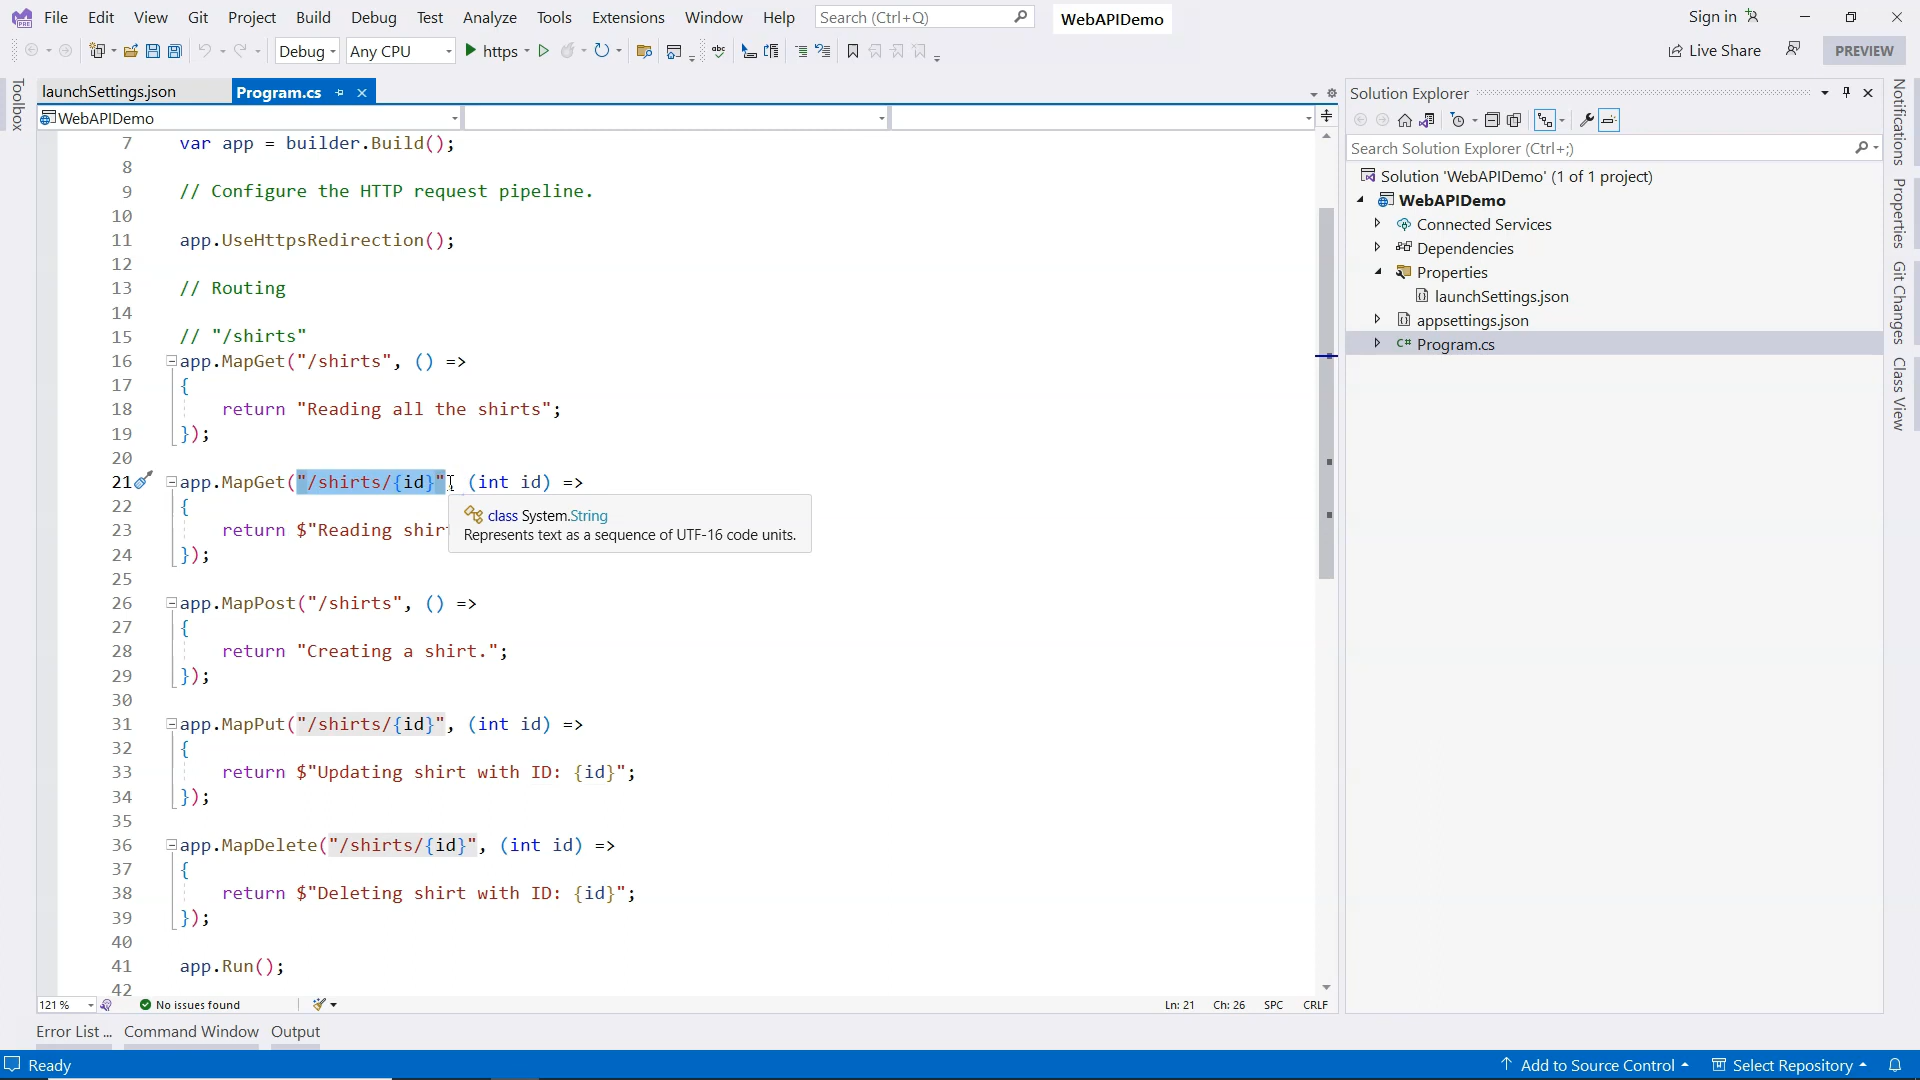 File Edit View Git Project Build Debug Test Analyze Tools Extensions Window Help Search (Ctrl+Q) WebAPIDemo Sign in
Debug Any CPU https Live Share PREVIEW
Toolbox
launchSettings.json Program.cs
WebAPIDemo
7 var app = builder.Build();
8
9 // Configure the HTTP request pipeline.
10
11 app.UseHttpsRedirection();
12
13 // Routing
14
15 // "/shirts"
16 app.MapGet("/shirts", () =>
17 {
18 return "Reading all the shirts";
19 });
20
21 app.MapGet("/shirts/{id}", (int id) =>
22 {
23 return $"Reading shir
24 });
25
26 app.MapPost("/shirts", () =>
27 {
28 return "Creating a shirt.";
29 });
30
31 app.MapPut("/shirts/{id}", (int id) =>
32 {
33 return $"Updating shirt with ID: {id}";
34 });
35
36 app.MapDelete("/shirts/{id}", (int id) =>
37 {
38 return $"Deleting shirt with ID: {id}";
39 });
40
41 app.Run();
42
class System.String
Represents text as a sequence of UTF-16 code units.
121 % No issues found Ln: 21 Ch: 26 SPC CRLF
Solution Explorer
Search Solution Explorer (Ctrl+;)
Solution 'WebAPIDemo' (1 of 1 project)
WebAPIDemo
Connected Services
Dependencies
Properties
launchSettings.json
appsettings.json
C# Program.cs
Notifications
Properties
Git Changes
Class View
Error List ... Command Window Output
Ready Add to Source Control Select Repository